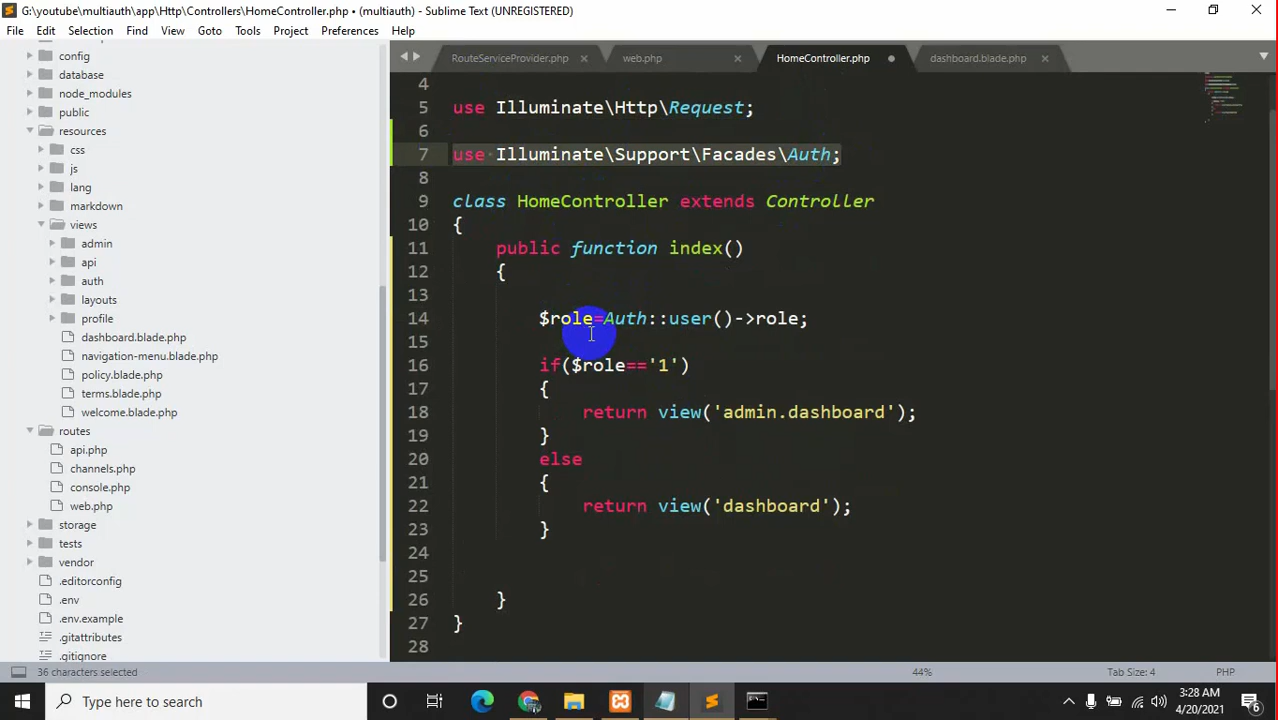 G:\youtube\multiauth\app\Http\Controllers\HomeController.php • (multiauth) - Sublime Text (UNREGISTERED)
File Edit Selection Find View Goto Tools Project Preferences Help
config
database
node_modules
public
resources
css
js
lang
markdown
views
admin
api
auth
layouts
profile
dashboard.blade.php
navigation-menu.blade.php
policy.blade.php
terms.blade.php
welcome.blade.php
routes
api.php
channels.php
console.php
web.php
storage
tests
vendor
.editorconfig
.env
.env.example
.gitattributes
.gitignore
RouteServiceProvider.php web.php HomeController.php dashboard.blade.php
4
5 use Illuminate\Http\Request;
6
7 use Illuminate\Support\Facades\Auth;
8
9 class HomeController extends Controller
10 {
11 public function index()
12 {
13
14 $role=Auth::user()->role;
15
16 if($role=='1')
17 {
18 return view('admin.dashboard');
19 }
20 else
21 {
22 return view('dashboard');
23 }
24
25
26 }
27 }
28
36 characters selected 44% Tab Size: 4 PHP
Type here to search 3:28 AM
4/20/2021 6